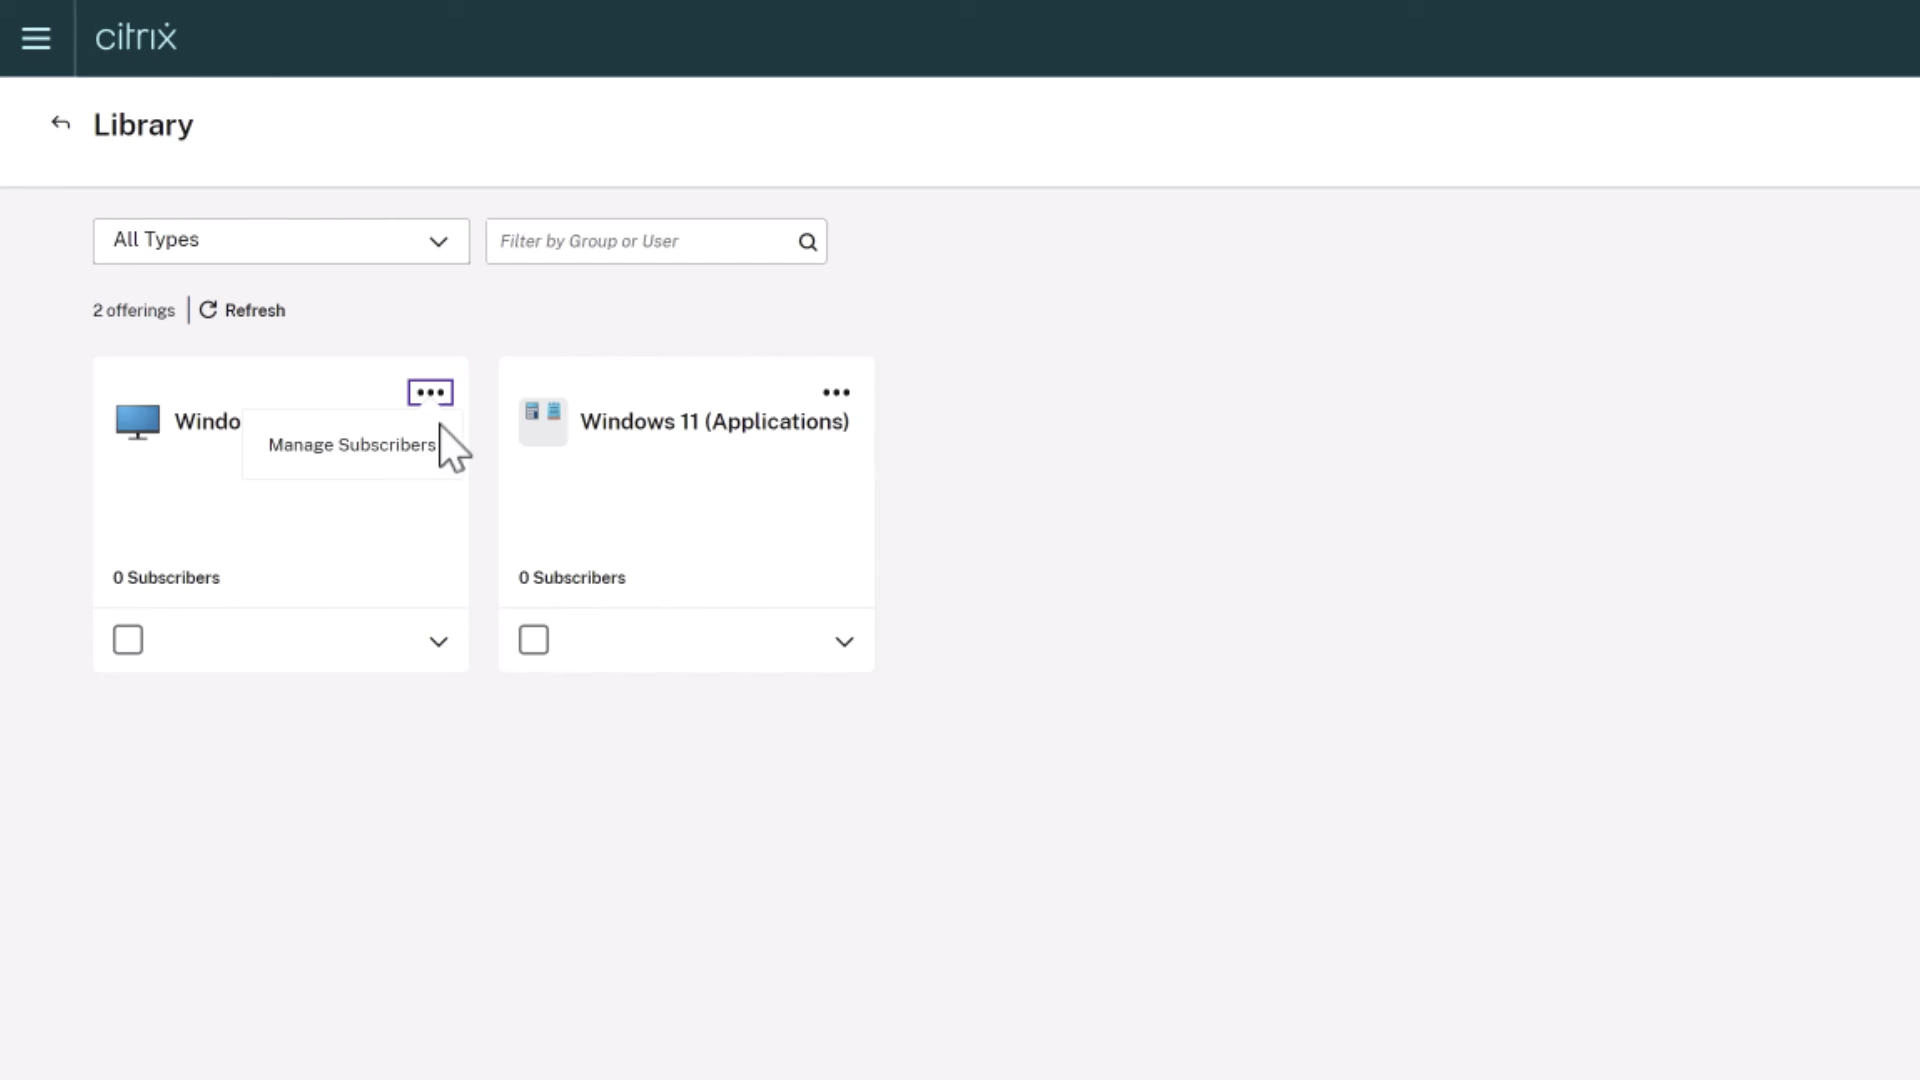 citrix
Library
All Types
Filter by Group or User
2 offerings
Refresh
Windo
Manage Subscribers
0 Subscribers
Windows 11 (Applications)
0 Subscribers